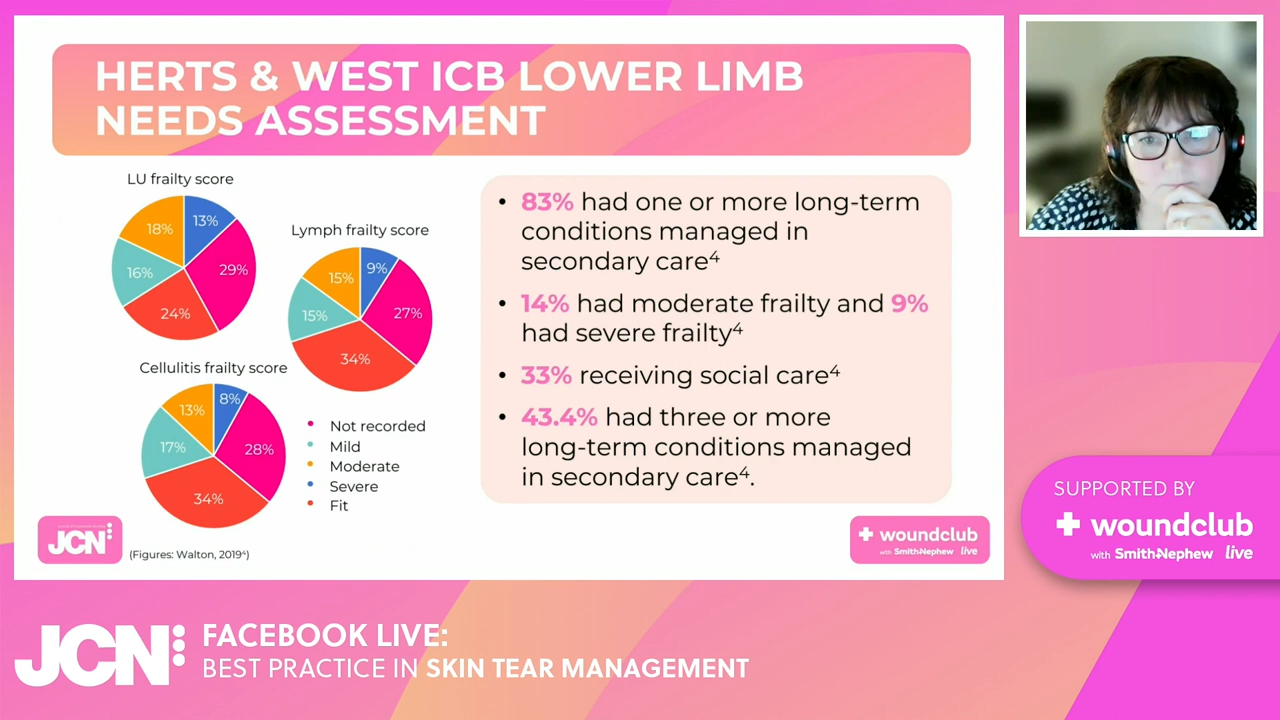 HERTS & WEST ICB LOWER LIMB
NEEDS ASSESSMENT
LU frailty score
13%
29%
24%
16%
18%
Lymph frailty score
9%
27%
34%
15%
15%
Cellulitis frailty score
8%
28%
34%
17%
13%
• Not recorded
• Mild
• Moderate
• Severe
• Fit
• 83% had one or more long-term
conditions managed in
secondary care⁴
• 14% had moderate frailty and 9%
had severe frailty⁴
• 33% receiving social care⁴
• 43.4% had three or more
long-term conditions managed
in secondary care⁴.
JCN
(Figures: Walton, 2019⁴)
woundclub
with Smith+Nephew live
SUPPORTED BY
woundclub
with Smith+Nephew live
JCN
FACEBOOK LIVE:
BEST PRACTICE IN SKIN TEAR MANAGEMENT